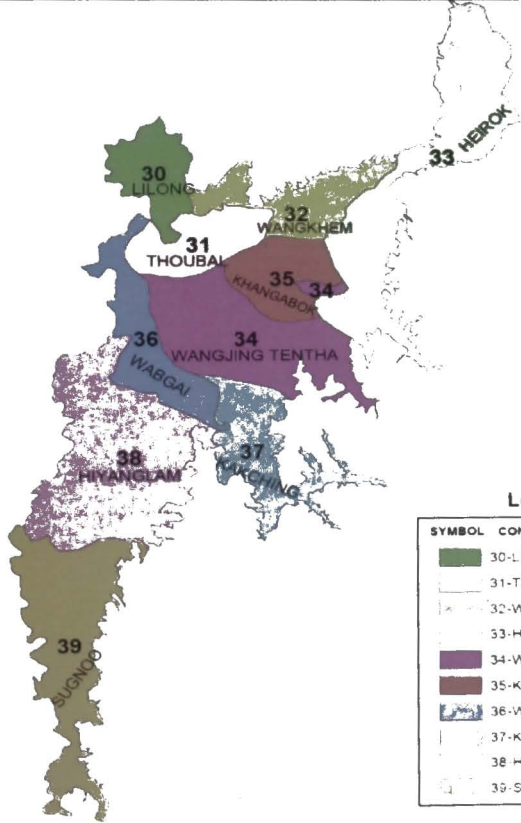 33 HEIROK
30
LILONG
32
WANGKHEM
31
THOUBAL
35
KHANGABOK
34
34
WANGJING TENTHA
36
WABGAI
37
KAKCHING
38
HIYANGLAM
39
SUGNOO
L
SYMBOL CON
30-L
31-T
32-W
33-H
34-W
35-K
36-W
37-K
38-H
39-S